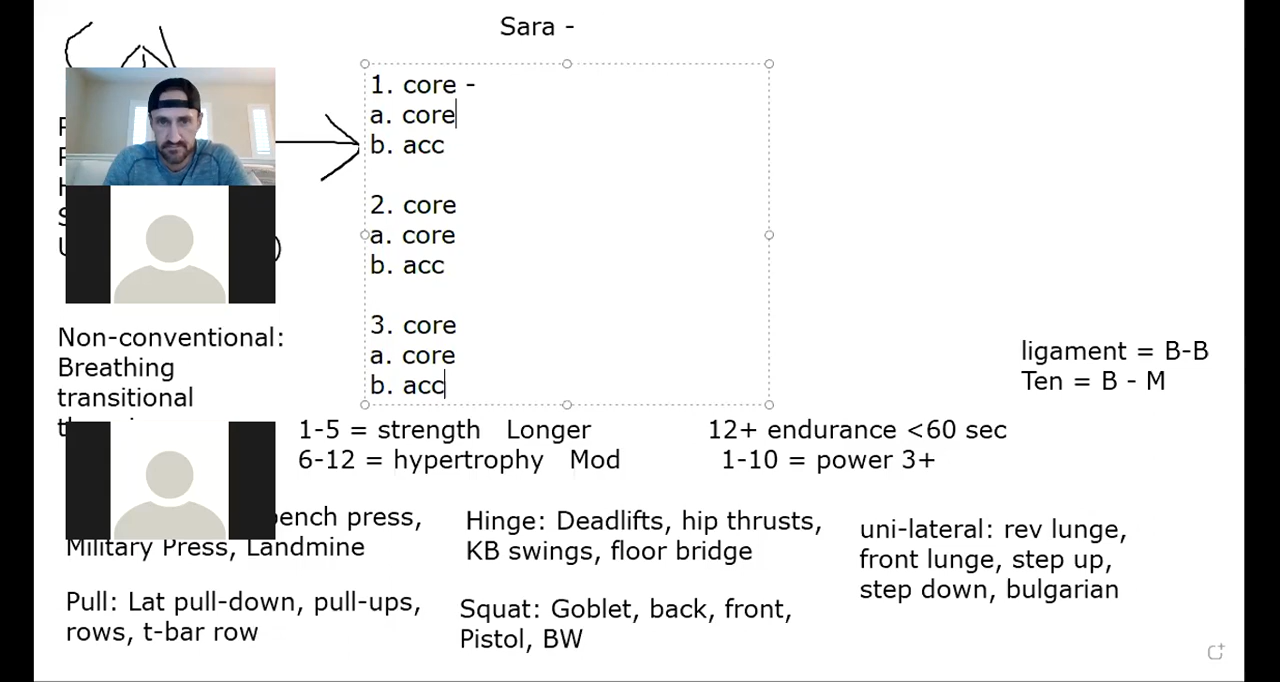 Sara -
1. core -
a. core
b. acc
2. core
a. core
b. acc
3. core
a. core
b. acc
Non-conventional:
Breathing
transitional
ligament = B-B
Ten = B - M
1-5 = strength Longer
6-12 = hypertrophy Mod
12+ endurance <60 sec
1-10 = power 3+
bench press,
Military Press, Landmine
Pull: Lat pull-down, pull-ups,
rows, t-bar row
Hinge: Deadlifts, hip thrusts,
KB swings, floor bridge
Squat: Goblet, back, front,
Pistol, BW
uni-lateral: rev lunge,
front lunge, step up,
step down, bulgarian